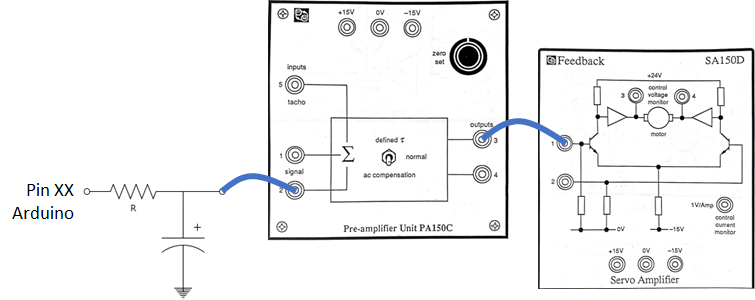 Pin XX
Arduino
R
+
+15V 0V −15V
zero
set
inputs
5
tacho
1
signal
2
Σ
defined τ
normal
ac compensation
outputs
3
4
Pre-amplifier Unit PA150C
Feedback SA150D
+24V
3 control
voltage
monitor 4
motor
1
2
0V −15V
1V/Amp
control
current
monitor
+15V 0V −15V
Servo Amplifier